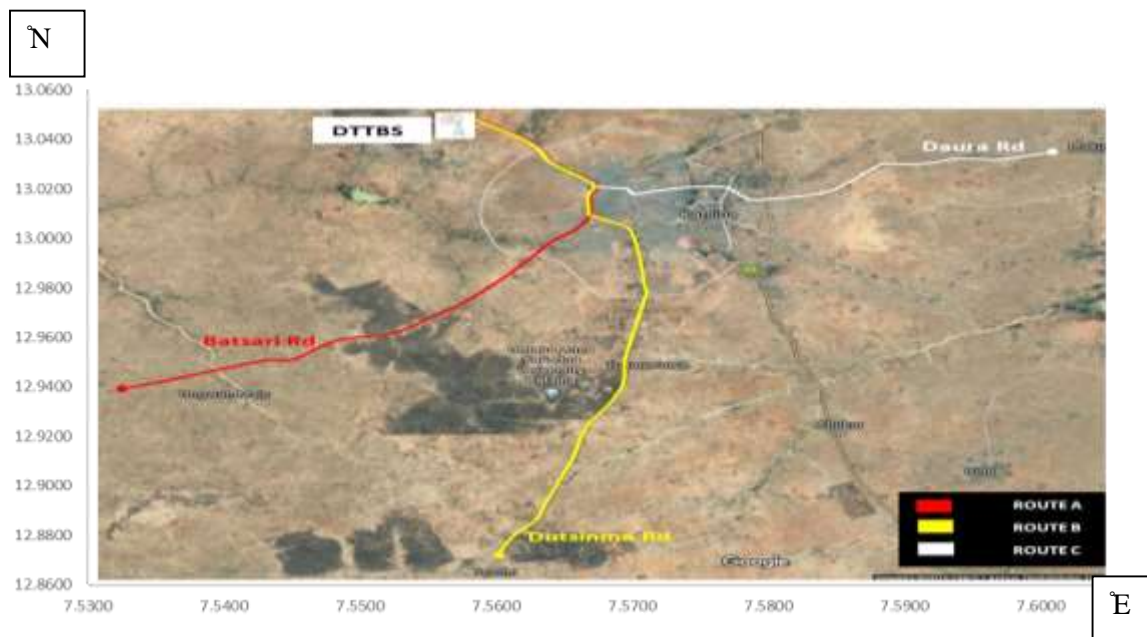 °N
13.0600
13.0400
DTTBS
Daura Rd
13.0200
13.0000
12.9800
12.9600
Batsari Rd
12.9400
12.9200
12.9000
12.8800
Dutsinma Rd
12.8600
ROUTE A
ROUTE B
ROUTE C
Google
7.5300 7.5400 7.5500 7.5600 7.5700 7.5800 7.5900 7.6000
°E